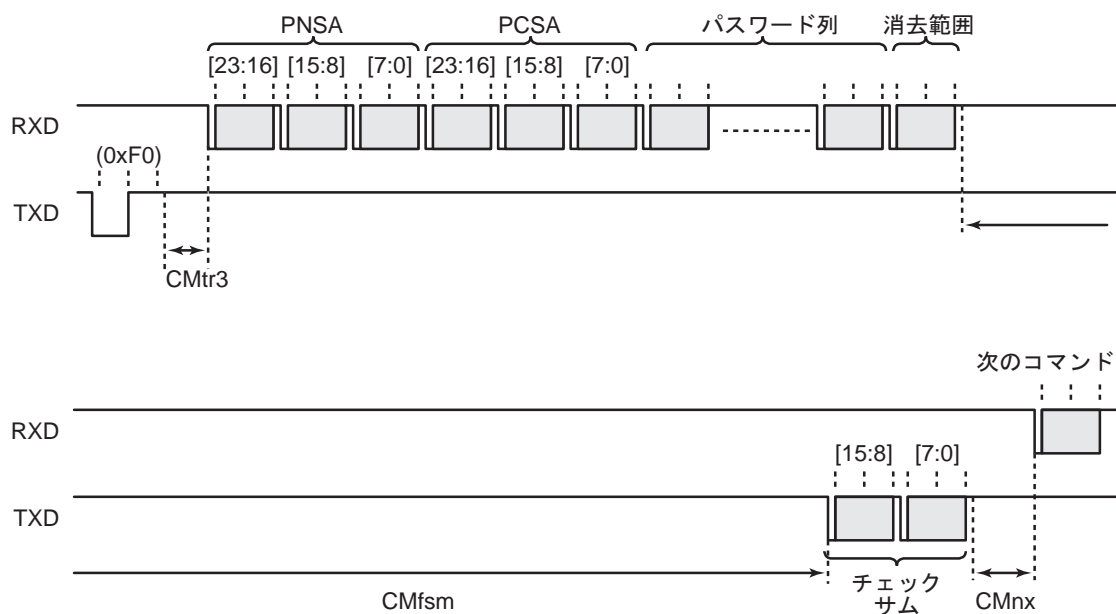 PNSA PCSA パスワード列 消去範囲
[23:16] [15:8] [7:0] [23:16] [15:8] [7:0]
RXD
(0xF0)
TXD
CMtr3
次のコマンド
RXD
[15:8] [7:0]
TXD
CMfsm チェック サム CMnx